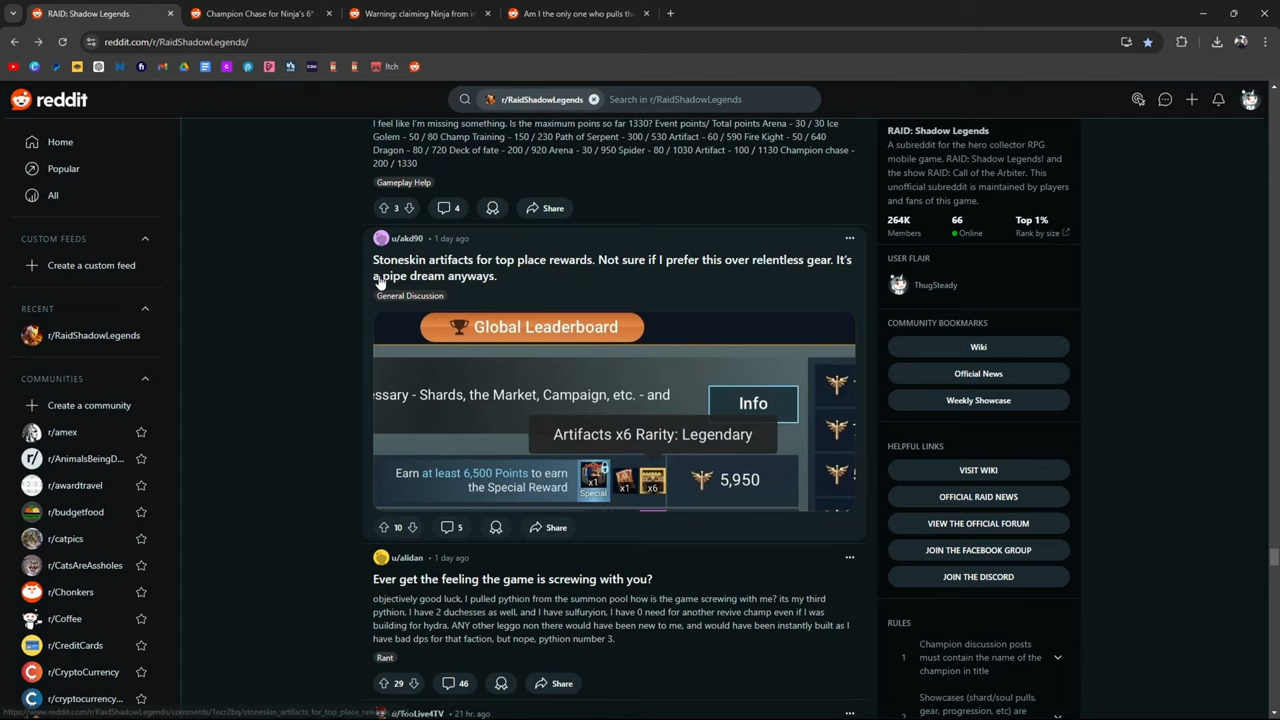 RAID: Shadow Legends
Champion Chase for Ninja's 6*
Warning: claiming Ninja from in
Am I the only one who pulls the
reddit.com/r/RaidShadowLegends/
Itch
reddit
r/RaidShadowLegends
Search in r/RaidShadowLegends
Home
Popular
All
CUSTOM FEEDS
Create a custom feed
RECENT
r/RaidShadowLegends
COMMUNITIES
Create a community
r/amex
r/AnimalsBeingD...
r/awardtravel
r/budgetfood
r/catpics
r/CatsAreAssholes
r/Chonkers
r/Coffee
r/CreditCards
r/CryptoCurrency
r/cryptocurrency...
I feel like I'm missing something. Is the maximum poins so far 1330? Event points/ Total points Arena - 30 / 30 Ice
Golem - 50 / 80 Champ Training - 150 / 230 Path of Serpent - 300 / 530 Artifact - 60 / 590 Fire Kight - 50 / 640
Dragon - 80 / 720 Deck of fate - 200 / 920 Arena - 30 / 950 Spider - 80 / 1030 Artifact - 100 / 1130 Champion chase -
200 / 1330
Gameplay Help
3
4
Share
u/akd90 • 1 day ago
Stoneskin artifacts for top place rewards. Not sure if I prefer this over relentless gear. It's
a pipe dream anyways.
General Discussion
Global Leaderboard
essary - Shards, the Market, Campaign, etc. - and
Info
Artifacts x6 Rarity: Legendary
Earn at least 6,500 Points to earn
the Special Reward
x1
Special
x1
x6
5,950
10
5
Share
u/alidan • 1 day ago
Ever get the feeling the game is screwing with you?
objectively good luck, I pulled phython from the summon pool how is the game screwing with me? its my third
python, I have 2 duchesses as well, and I have sulfuryion, I have 0 need for another revive champ even if I was
building for hydra. ANY other leggo non there would have been new to me, and would have been instantly built as I
have bad dps for that faction, but nope, python number 3.
Rant
29
46
Share
u/fooLive4TV • 21 hr. ago
RAID: Shadow Legends
A subreddit for the hero collector RPG
mobile game, RAID: Shadow Legends! and
the show RAID: Call of the Arbiter. This
unofficial subreddit is maintained by players
and fans of this game.
264K
Members
66
Online
Top 1%
Rank by size
USER FLAIR
ThugSteady
COMMUNITY BOOKMARKS
Wiki
Official News
Weekly Showcase
HELPFUL LINKS
VISIT WIKI
OFFICIAL RAID NEWS
VIEW THE OFFICIAL FORUM
JOIN THE FACEBOOK GROUP
JOIN THE DISCORD
RULES
1
Champion discussion posts
must contain the name of the
champion in title
Showcases (shard/soul pulls,
gear, progression, etc) are